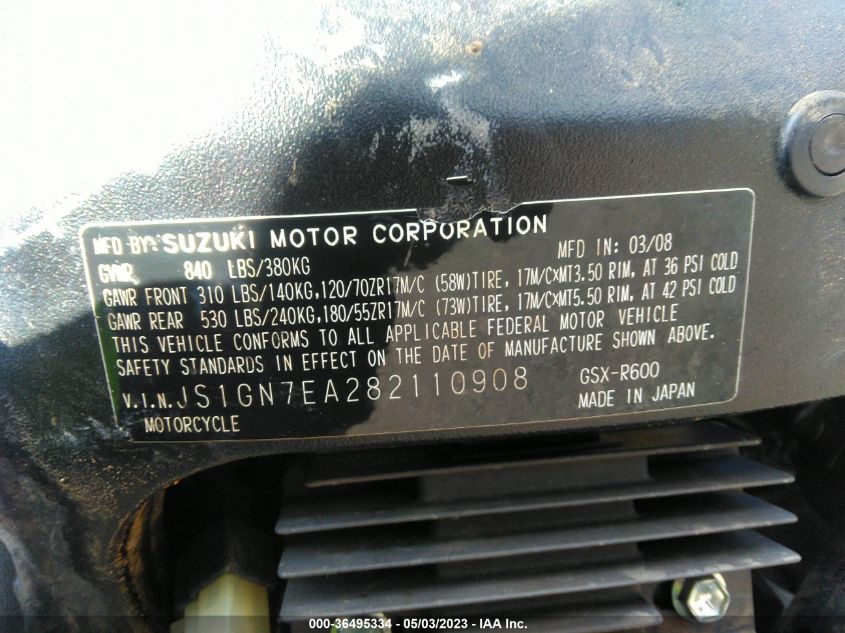 MFD BY: SUZUKI MOTOR CORPORATION
MFD IN: 03/08
GVWR 840 LBS/380KG
GAWR FRONT 310 LBS/140KG,120/70ZR17M/C (58W)TIRE, 17M/C×MT3.50 RIM, AT 36 PSI COLD
GAWR REAR 530 LBS/240KG,180/55ZR17M/C (73W)TIRE, 17M/C×MT5.50 RIM, AT 42 PSI COLD
THIS VEHICLE CONFORMS TO ALL APPLICABLE FEDERAL MOTOR VEHICLE
SAFETY STANDARDS IN EFFECT ON THE DATE OF MANUFACTURE SHOWN ABOVE.
V.I.N. JS1GN7EA282110908 GSX-R600
MOTORCYCLE MADE IN JAPAN
000-36495334 - 05/03/2023 - IAA Inc.